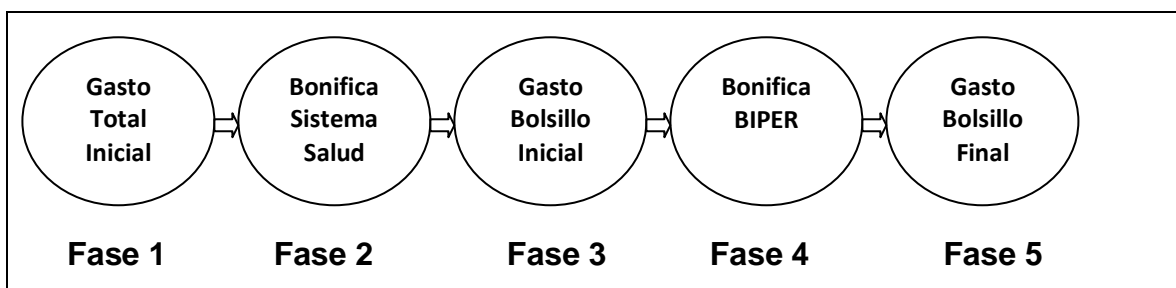 Gasto
Total
Inicial
Bonifica
Sistema
Salud
Gasto
Bolsillo
Inicial
Bonifica
BIPER
Gasto
Bolsillo
Final
Fase 1
Fase 2
Fase 3
Fase 4
Fase 5